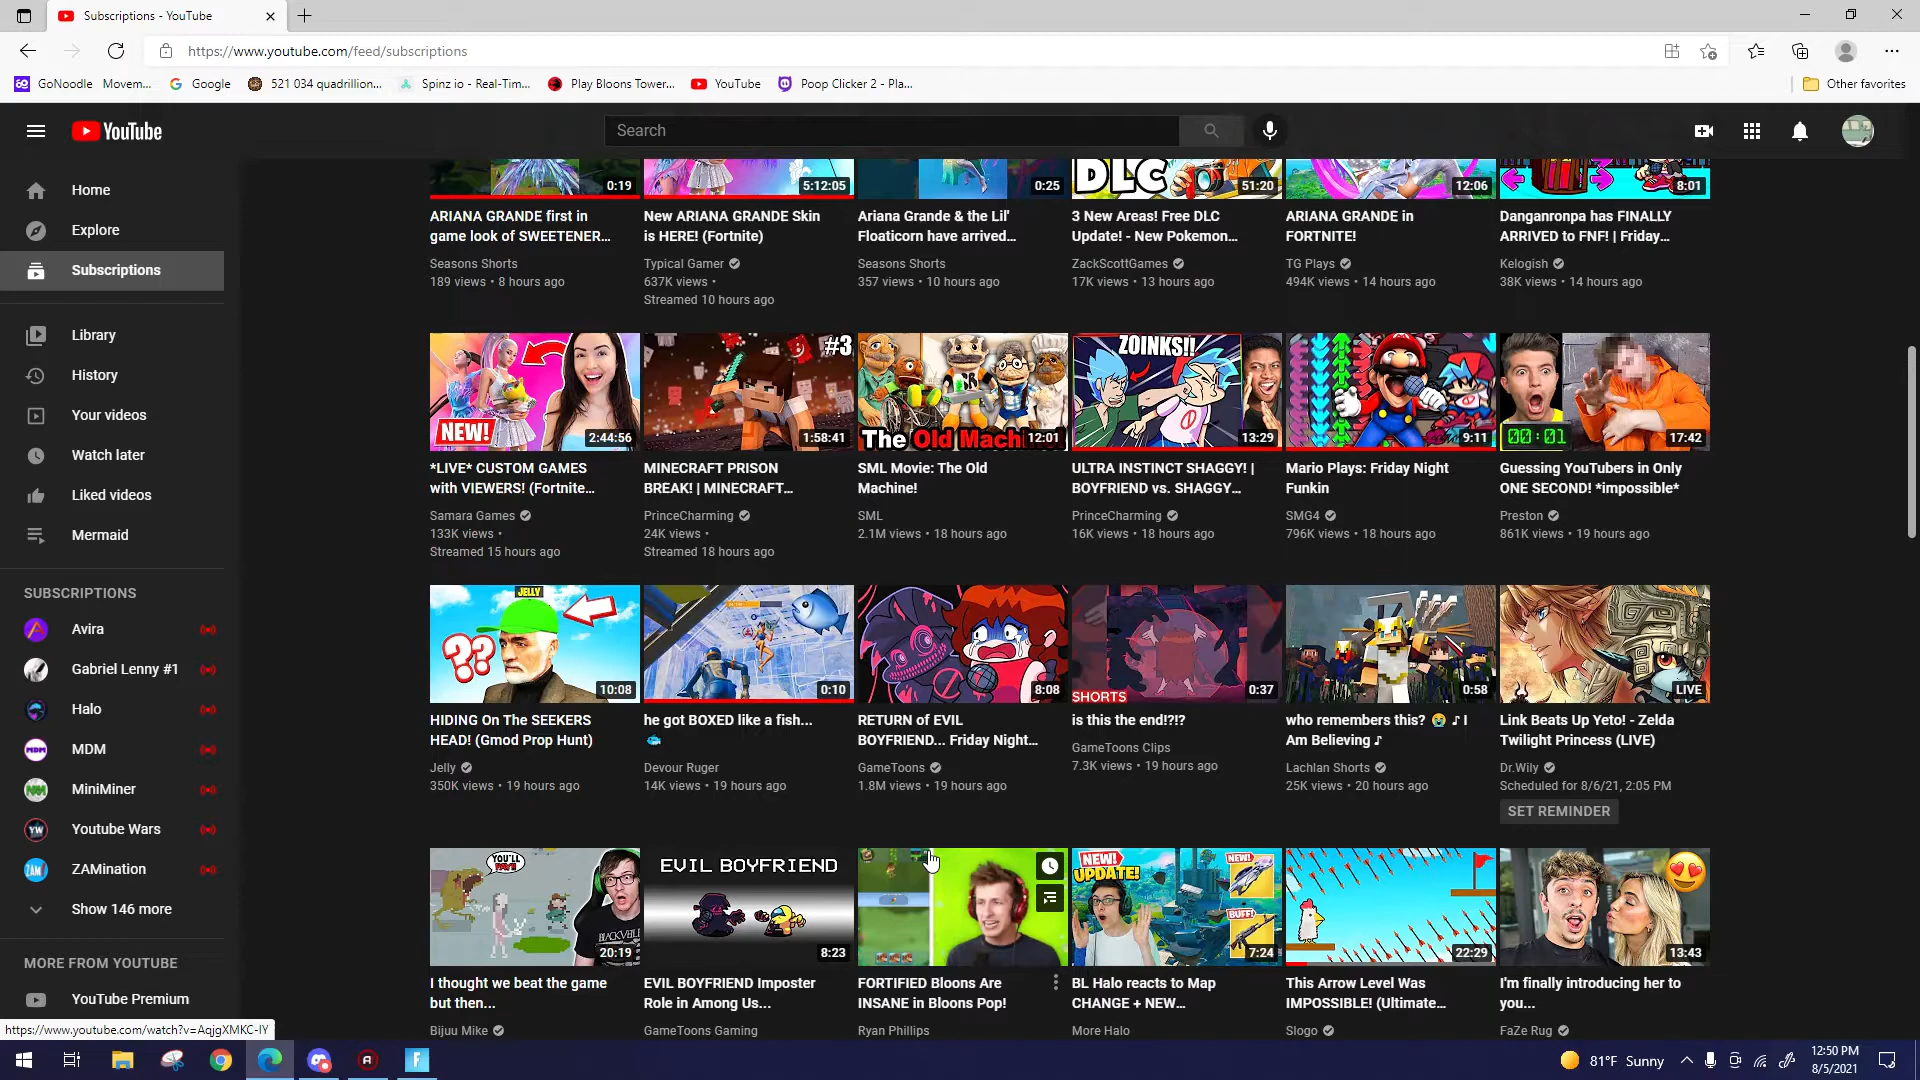 Subscriptions - YouTube
https://www.youtube.com/feed/subscriptions
GoNoodle Movem...
Google
521 034 quadrillion...
Spinz io - Real-Tim...
Play Bloons Tower...
YouTube
Poop Clicker 2 - Pla...
Other favorites
YouTube
Search
Home
Explore
Subscriptions
Library
History
Your videos
Watch later
Liked videos
Mermaid
SUBSCRIPTIONS
Avira
Gabriel Lenny #1
Halo
MDM
MDM
MiniMiner
YW
Youtube Wars
ZAM
ZAMination
Show 146 more
MORE FROM YOUTUBE
YouTube Premium
https://www.youtube.com/watch?v=AqjgXMKC-IY
0:19
ARIANA GRANDE first in
game look of SWEETENER...
Seasons Shorts
189 views • 8 hours ago
5:12:05
New ARIANA GRANDE Skin
is HERE! (Fortnite)
Typical Gamer
637K views •
Streamed 10 hours ago
0:25
Ariana Grande & the Lil'
Floaticorn have arrived...
Seasons Shorts
357 views • 10 hours ago
DLC
51:20
3 New Areas! Free DLC
Update! - New Pokemon...
ZackScottGames
17K views • 13 hours ago
12:06
ARIANA GRANDE in
FORTNITE!
TG Plays
494K views • 14 hours ago
8:01
Danganronpa has FINALLY
ARRIVED to FNF! | Friday...
Kelogish
38K views • 14 hours ago
NEW!
2:44:56
*LIVE* CUSTOM GAMES
with VIEWERS! (Fortnite...
Samara Games
133K views •
Streamed 15 hours ago
#3
1:58:41
MINECRAFT PRISON
BREAK! | MINECRAFT...
PrinceCharming
24K views •
Streamed 18 hours ago
The Old Mach
12:01
SML Movie: The Old
Machine!
SML
2.1M views • 18 hours ago
ZOINKS!!
13:29
ULTRA INSTINCT SHAGGY! |
BOYFRIEND vs. SHAGGY...
PrinceCharming
16K views • 18 hours ago
9:11
Mario Plays: Friday Night
Funkin
SMG4
796K views • 18 hours ago
00:01
17:42
Guessing YouTubers in Only
ONE SECOND! *impossible*
Preston
861K views • 19 hours ago
JELLY
??
10:08
HIDING On The SEEKERS
HEAD! (Gmod Prop Hunt)
Jelly
350K views • 19 hours ago
0:10
he got BOXED like a fish...
🐟
Devour Ruger
14K views • 19 hours ago
8:08
RETURN of EVIL
BOYFRIEND... Friday Night...
GameToons
1.8M views • 19 hours ago
SHORTS
0:37
is this the end!?!?
GameToons Clips
7.3K views • 19 hours ago
0:58
who remembers this? 😭 ♪ I
Am Believing ♪
Lachlan Shorts
25K views • 20 hours ago
LIVE
Link Beats Up Yeto! - Zelda
Twilight Princess (LIVE)
Dr.Wily
Scheduled for 8/6/21, 2:05 PM
SET REMINDER
YOU'LL
PAY!!
BLACKVEIL
20:19
I thought we beat the game
but then...
Bijuu Mike
EVIL BOYFRIEND
8:23
EVIL BOYFRIEND Imposter
Role in Among Us...
GameToons Gaming
FORTIFIED Bloons Are
INSANE in Bloons Pop!
Ryan Phillips
NEW!
UPDATE!
NEW!
BUFF!
7:24
BL Halo reacts to Map
CHANGE + NEW...
More Halo
22:29
This Arrow Level Was
IMPOSSIBLE! (Ultimate...
Slogo
13:43
I'm finally introducing her to
you...
FaZe Rug
81°F Sunny
12:50 PM
8/5/2021